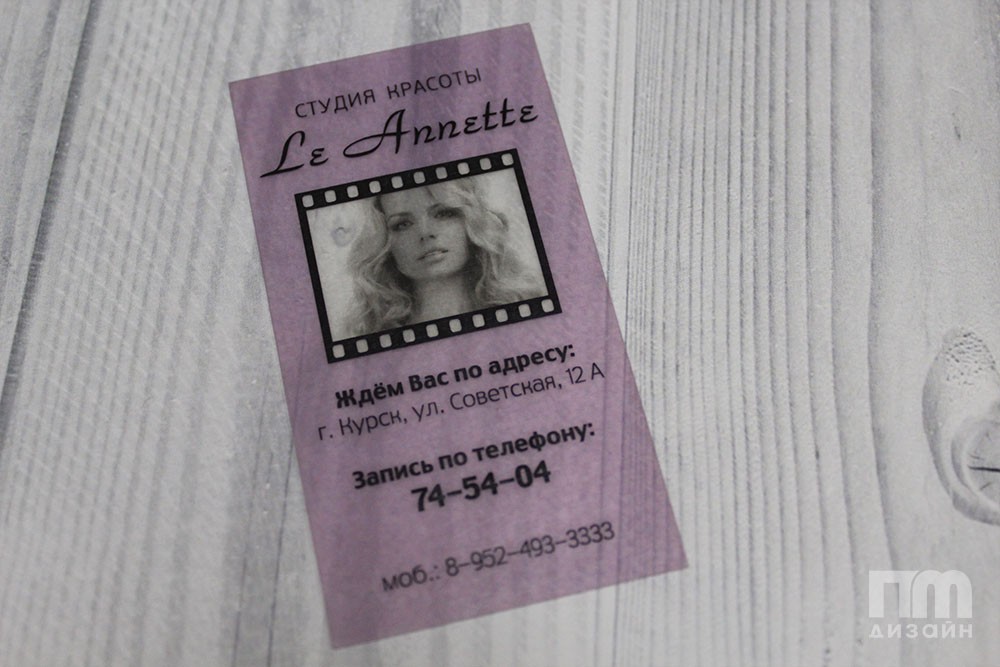 СТУДИЯ КРАСОТЫ
Le Annette
Ждём Вас по адресу:
г. Курск, ул. Советская, 12 А
Запись по телефону:
74-54-04
моб.: 8-952-493-3333
ПМ
дизайн